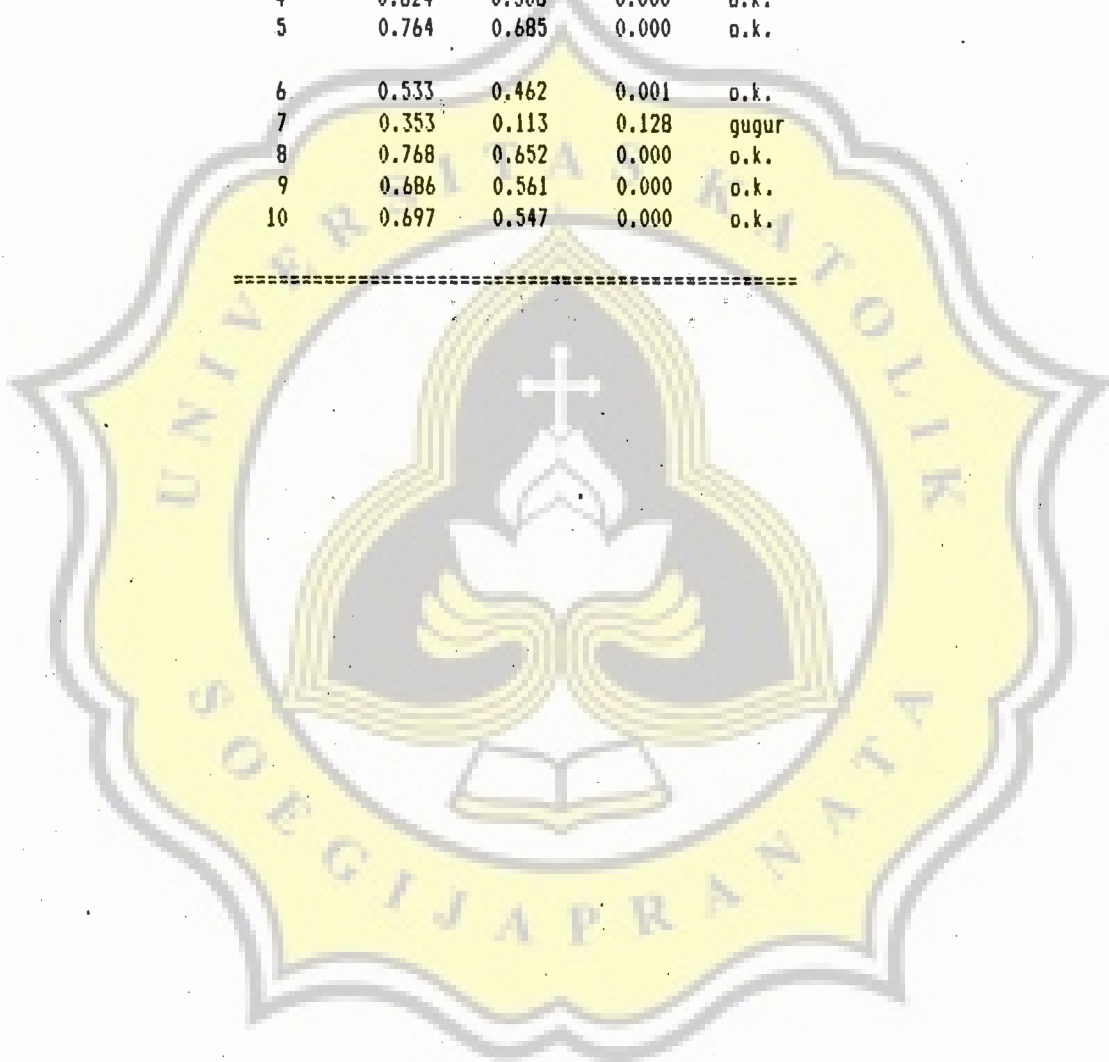 5 0.764 0.685 0.000 o.k.
6 0.533 0.462 0.001 o.k.
7 0.353 0.113 0.128 gugur
8 0.768 0.652 0.000 o.k.
9 0.686 0.561 0.000 o.k.
10 0.697 0.547 0.000 o.k.
==================================================
UNIVERSITAS KATOLIK
SOEGIJAPRANATA